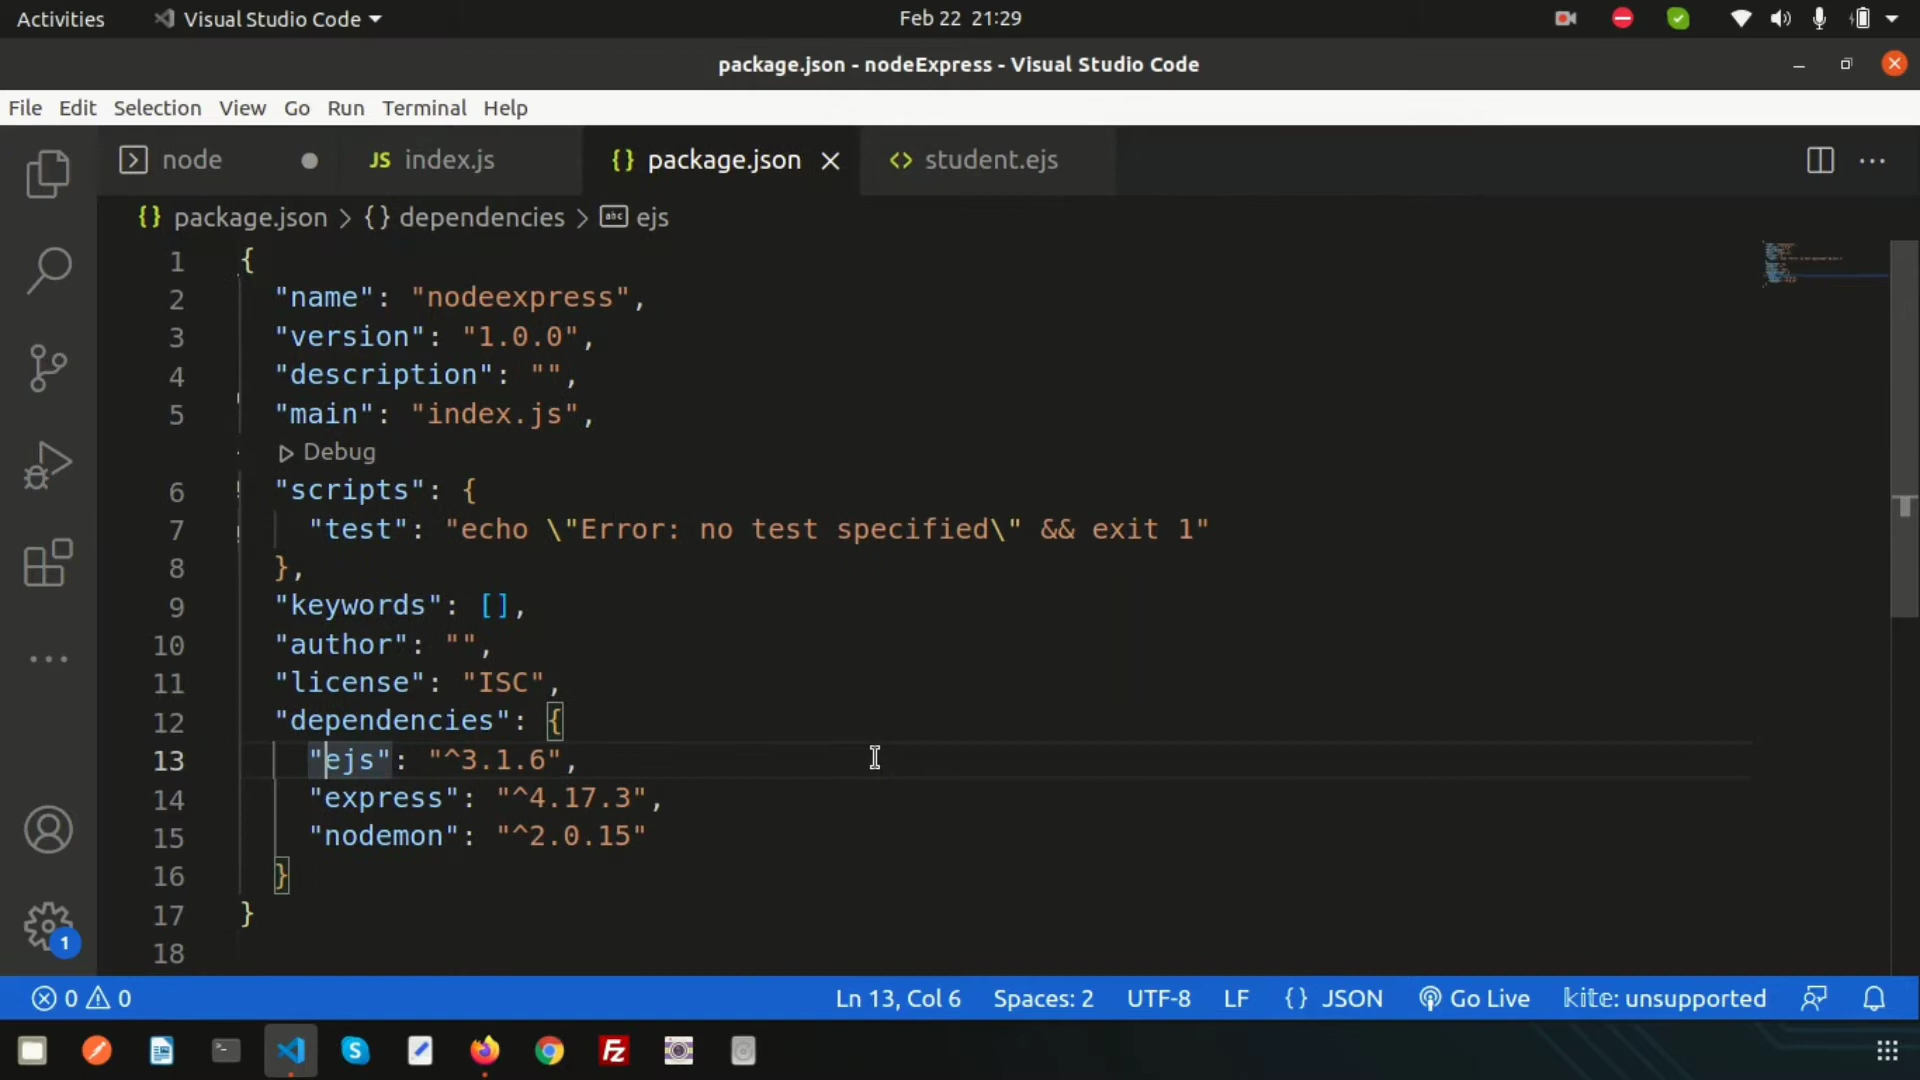 Activities Visual Studio Code Feb 22 21:29
package.json - nodeExpress - Visual Studio Code
File Edit Selection View Go Run Terminal Help
node JS index.js {} package.json <> student.ejs
{} package.json > {} dependencies > abc ejs
1 {
2 "name": "nodeexpress",
3 "version": "1.0.0",
4 "description": "",
5 "main": "index.js",
Debug
6 "scripts": {
7 "test": "echo \"Error: no test specified\" && exit 1"
8 },
9 "keywords": [],
10 "author": "",
11 "license": "ISC",
12 "dependencies": {
13 "ejs": "^3.1.6",
14 "express": "^4.17.3",
15 "nodemon": "^2.0.15"
16 }
17 }
18
1
0 0 Ln 13, Col 6 Spaces: 2 UTF-8 LF {} JSON Go Live kite: unsupported